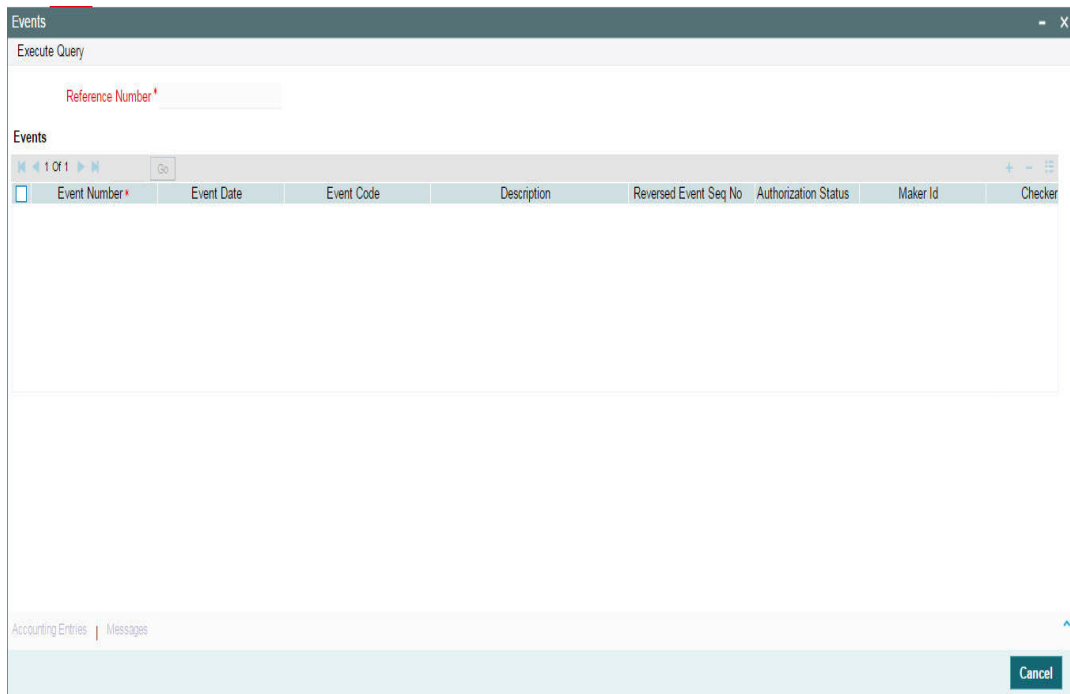 Events
Execute Query
Reference Number*
Events
1 Of 1 Go
Event Number* Event Date Event Code Description Reversed Event Seq No Authorization Status Maker Id Checker
Accounting Entries | Messages
Cancel